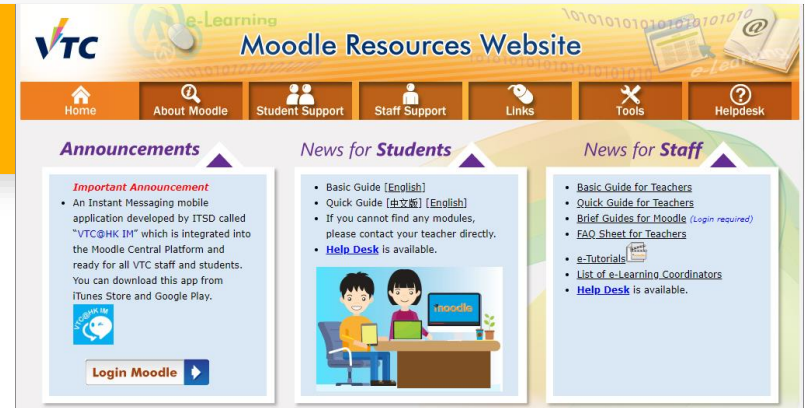 e-Learning
1010101010101010101010
VTC
Moodle Resources Website
Home
About Moodle
Student Support
Staff Support
Links
Tools
Helpdesk
Announcements
Important Announcement
• An Instant Messaging mobile
application developed by ITSD called
"VTC@HK IM" which is integrated into
the Moodle Central Platform and
ready for all VTC staff and students.
You can download this app from
iTunes Store and Google Play.
VTC@HK IM
Login Moodle
News for Students
• Basic Guide [English]
• Quick Guide [中文版] [English]
• If you cannot find any modules,
please contact your teacher directly.
• Help Desk is available.
moodle
News for Staff
• Basic Guide for Teachers
• Quick Guide for Teachers
• Brief Guides for Moodle (Login required)
• FAQ Sheet for Teachers
• e-Tutorials
• List of e-Learning Coordinators
• Help Desk is available.